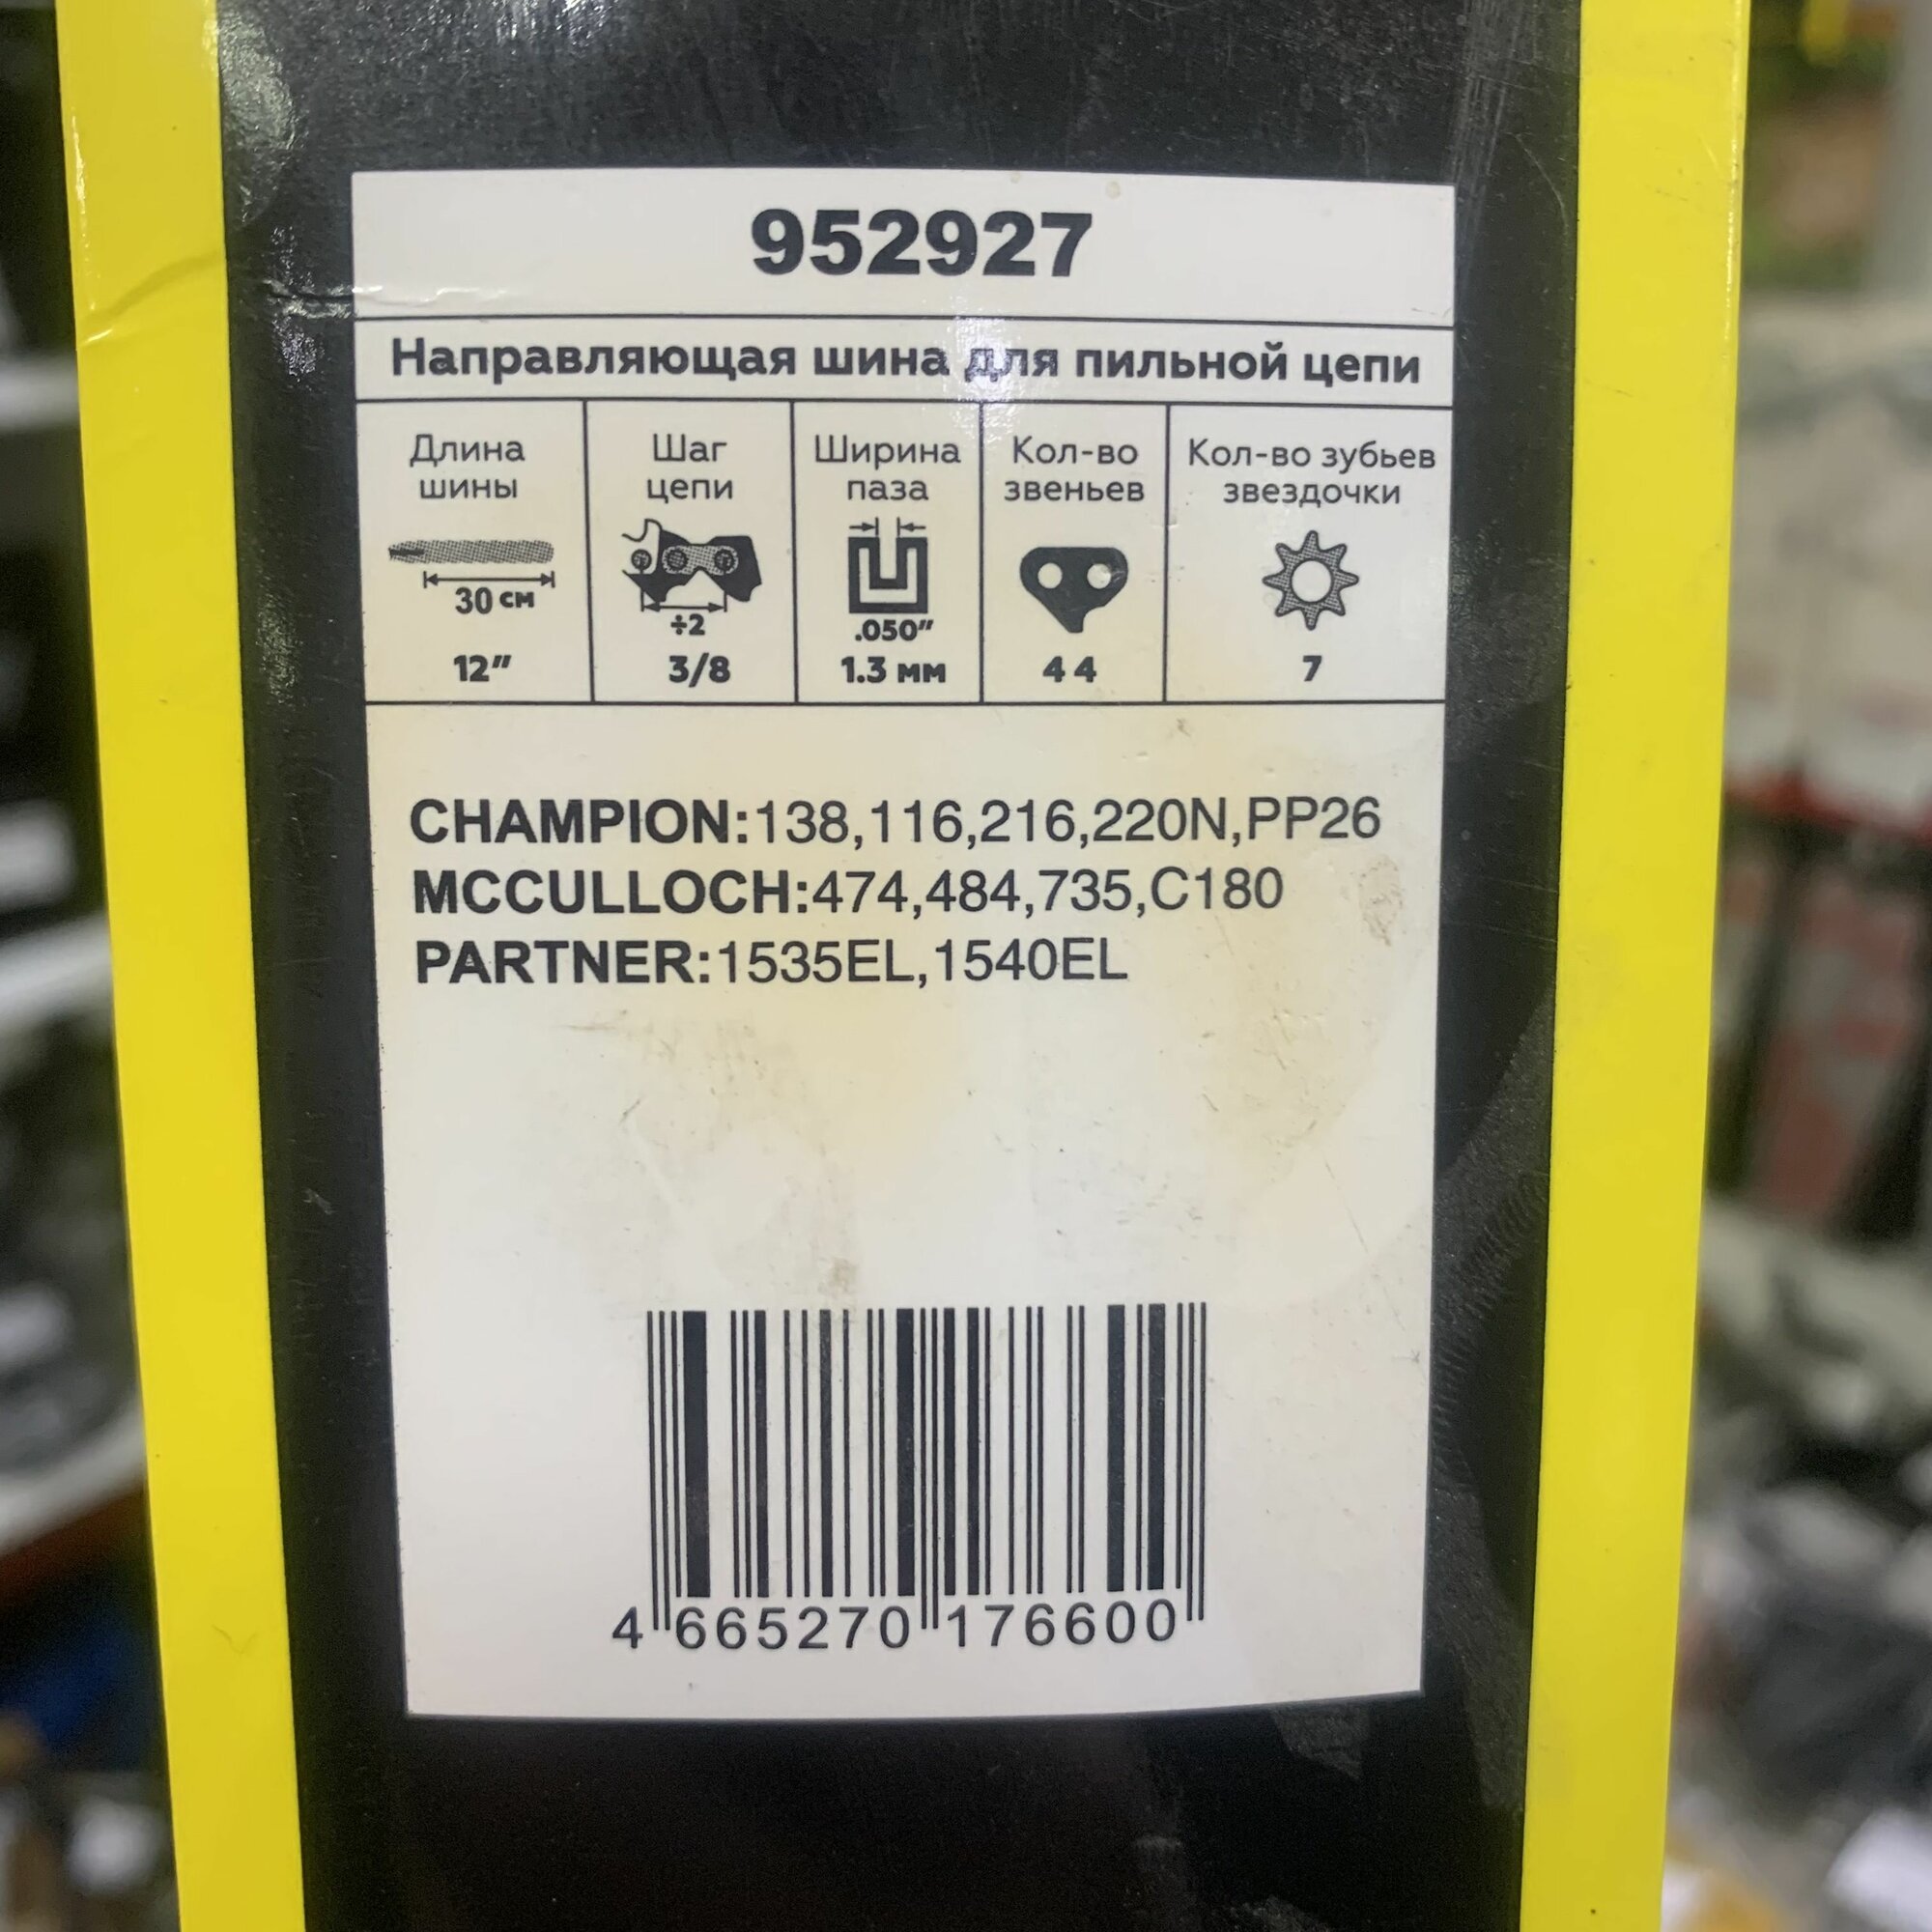 952927
Направляющая шина для пильной цепи
Длина шины
Шаг цепи
Ширина паза
Кол-во звеньев
Кол-во зубьев звездочки
30 см
÷2
.050"
12"
3/8
1.3 мм
44
7
CHAMPION:138,116,216,220N,PP26
MCCULLOCH:474,484,735,C180
PARTNER:1535EL,1540EL
4 665270 176600